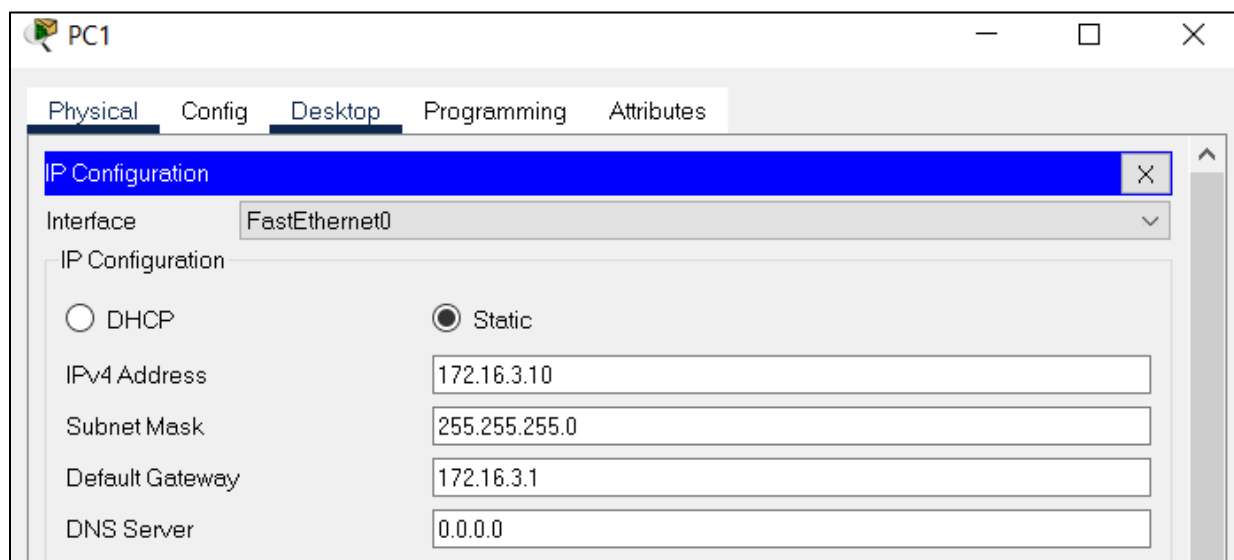 PC1
Physical Config Desktop Programming Attributes
IP Configuration X
Interface FastEthernet0
IP Configuration
DHCP Static
IPv4 Address 172.16.3.10
Subnet Mask 255.255.255.0
Default Gateway 172.16.3.1
DNS Server 0.0.0.0